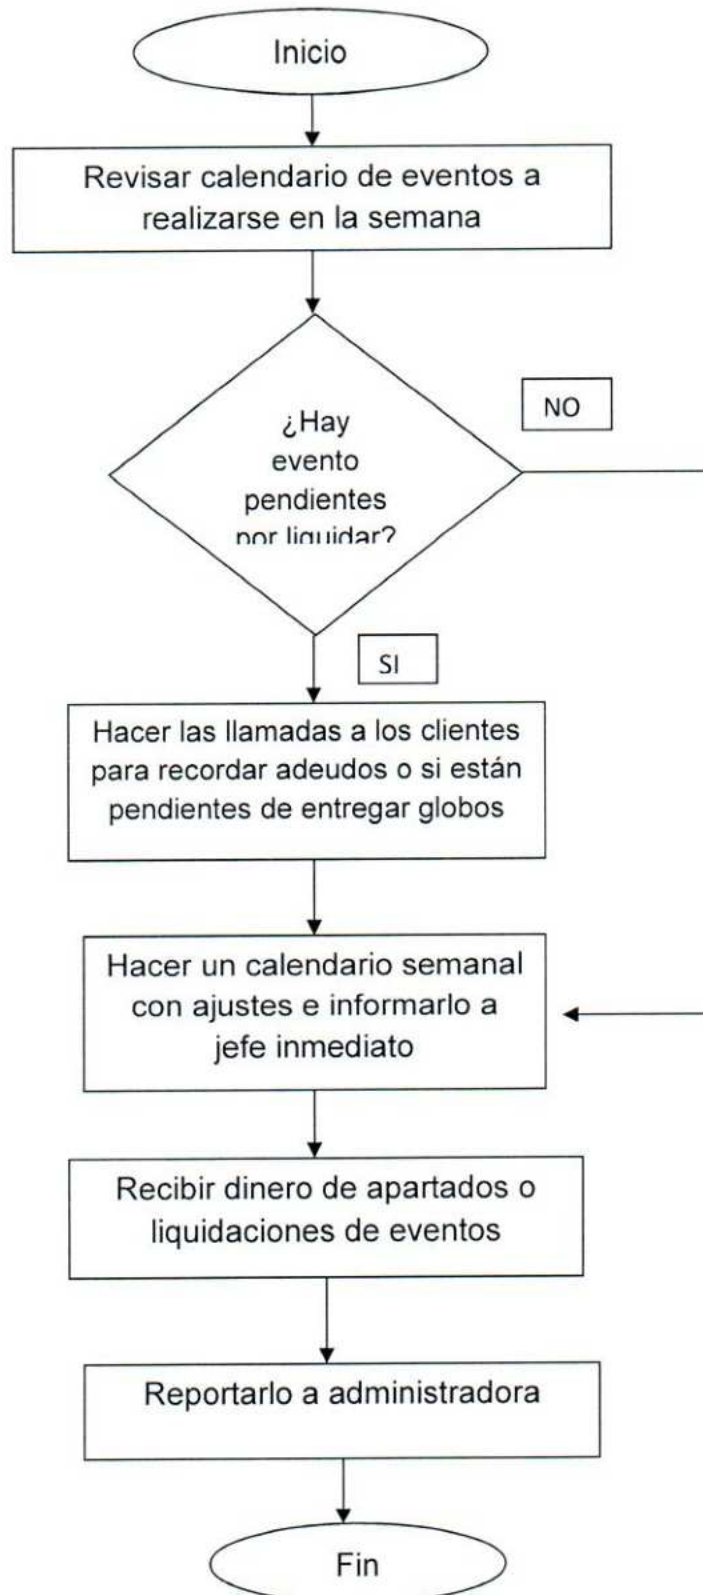 Inicio
Revisar calendario de eventos a
realizarse en la semana
¿Hay
evento
pendientes
por liquidar?
NO
SI
Hacer las llamadas a los clientes
para recordar adeudos o si están
pendientes de entregar globos
Hacer un calendario semanal
con ajustes e informarlo a
jefe inmediato
Recibir dinero de apartados o
liquidaciones de eventos
Reportarlo a administradora
Fin